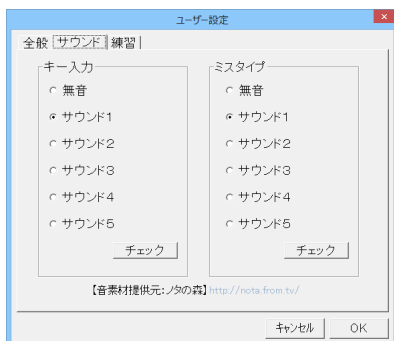 ユーザー設定
×
全般 サウンド 練習
キー入力
無音
サウンド1
サウンド2
サウンド3
サウンド4
サウンド5
チェック
ミスタイプ
無音
サウンド1
サウンド2
サウンド3
サウンド4
サウンド5
チェック
【音素材提供元：ノタの森】http://nota.from.tv/
キャンセル OK